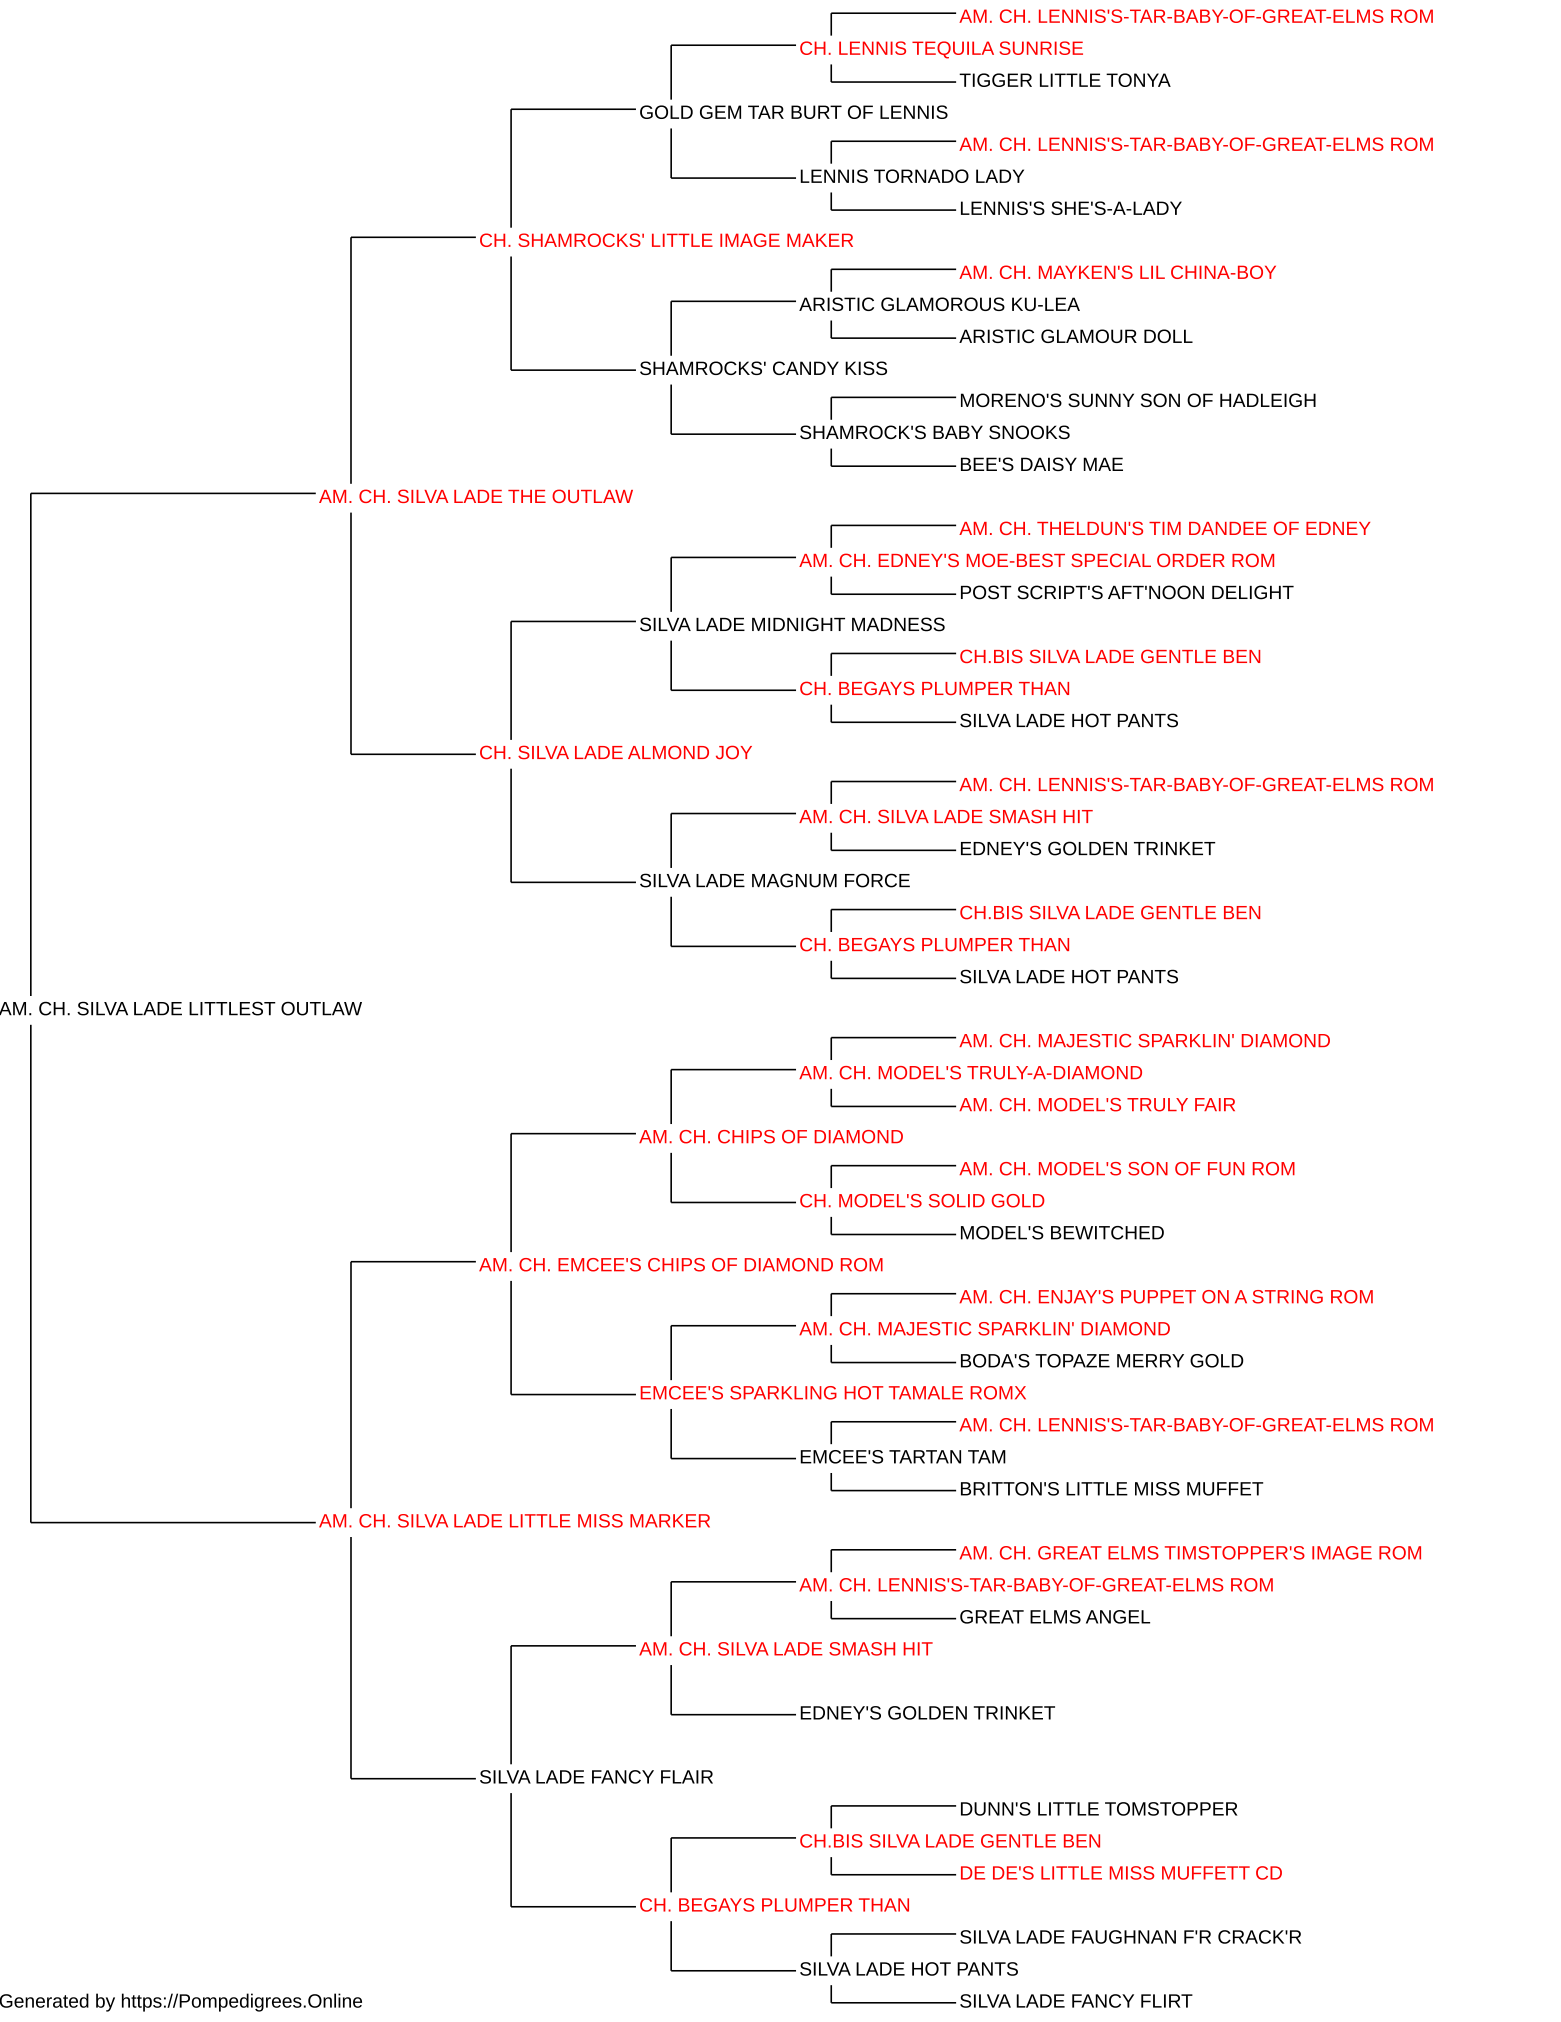 AM. CH. LENNIS'S-TAR-BABY-OF-GREAT-ELMS ROM
CH. LENNIS TEQUILA SUNRISE
TIGGER LITTLE TONYA
GOLD GEM TAR BURT OF LENNIS
AM. CH. LENNIS'S-TAR-BABY-OF-GREAT-ELMS ROM
LENNIS TORNADO LADY
LENNIS'S SHE'S-A-LADY
CH. SHAMROCKS' LITTLE IMAGE MAKER
AM. CH. MAYKEN'S LIL CHINA-BOY
ARISTIC GLAMOROUS KU-LEA
ARISTIC GLAMOUR DOLL
SHAMROCKS' CANDY KISS
MORENO'S SUNNY SON OF HADLEIGH
SHAMROCK'S BABY SNOOKS
BEE'S DAISY MAE
AM. CH. SILVA LADE THE OUTLAW
AM. CH. THELDUN'S TIM DANDEE OF EDNEY
AM. CH. EDNEY'S MOE-BEST SPECIAL ORDER ROM
POST SCRIPT'S AFT'NOON DELIGHT
SILVA LADE MIDNIGHT MADNESS
CH.BIS SILVA LADE GENTLE BEN
CH. BEGAYS PLUMPER THAN
SILVA LADE HOT PANTS
CH. SILVA LADE ALMOND JOY
AM. CH. LENNIS'S-TAR-BABY-OF-GREAT-ELMS ROM
AM. CH. SILVA LADE SMASH HIT
EDNEY'S GOLDEN TRINKET
SILVA LADE MAGNUM FORCE
CH.BIS SILVA LADE GENTLE BEN
CH. BEGAYS PLUMPER THAN
SILVA LADE HOT PANTS
AM. CH. SILVA LADE LITTLEST OUTLAW
AM. CH. MAJESTIC SPARKLIN' DIAMOND
AM. CH. MODEL'S TRULY-A-DIAMOND
AM. CH. MODEL'S TRULY FAIR
AM. CH. CHIPS OF DIAMOND
AM. CH. MODEL'S SON OF FUN ROM
CH. MODEL'S SOLID GOLD
MODEL'S BEWITCHED
AM. CH. EMCEE'S CHIPS OF DIAMOND ROM
AM. CH. ENJAY'S PUPPET ON A STRING ROM
AM. CH. MAJESTIC SPARKLIN' DIAMOND
BODA'S TOPAZE MERRY GOLD
EMCEE'S SPARKLING HOT TAMALE ROMX
AM. CH. LENNIS'S-TAR-BABY-OF-GREAT-ELMS ROM
EMCEE'S TARTAN TAM
BRITTON'S LITTLE MISS MUFFET
AM. CH. SILVA LADE LITTLE MISS MARKER
AM. CH. GREAT ELMS TIMSTOPPER'S IMAGE ROM
AM. CH. LENNIS'S-TAR-BABY-OF-GREAT-ELMS ROM
GREAT ELMS ANGEL
AM. CH. SILVA LADE SMASH HIT
EDNEY'S GOLDEN TRINKET
SILVA LADE FANCY FLAIR
DUNN'S LITTLE TOMSTOPPER
CH.BIS SILVA LADE GENTLE BEN
DE DE'S LITTLE MISS MUFFETT CD
CH. BEGAYS PLUMPER THAN
SILVA LADE FAUGHNAN F'R CRACK'R
SILVA LADE HOT PANTS
SILVA LADE FANCY FLIRT
Generated by https://Pompedigrees.Online